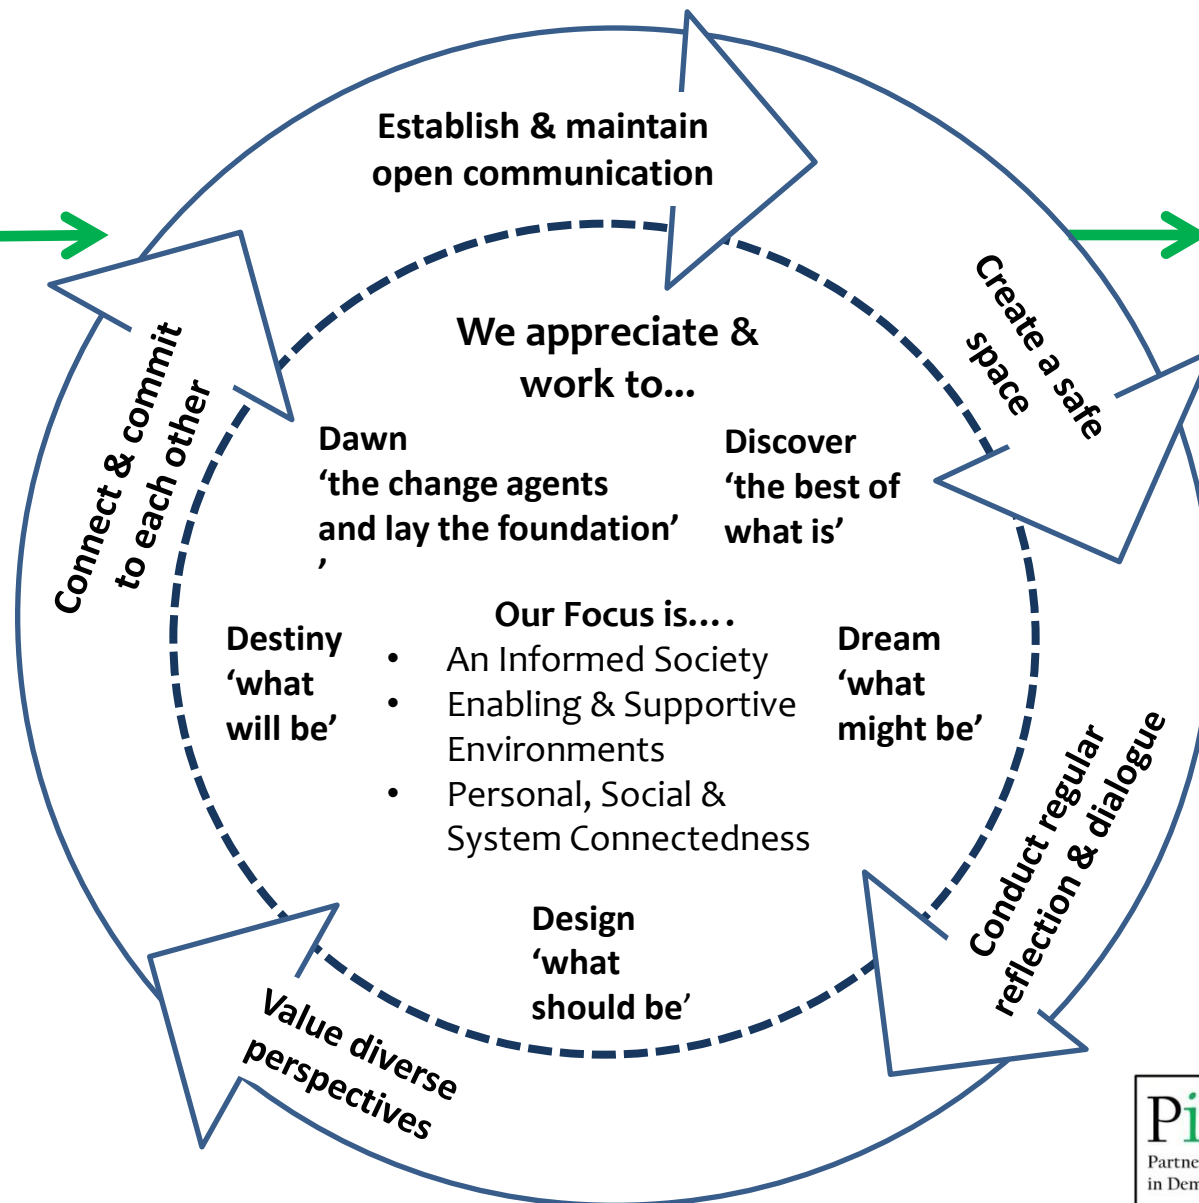 Establish & maintain
open communication
Create a safe
space
Connect & commit
to each other
We appreciate &
work to...
Dawn
‘the change agents
and lay the foundation’
’
Discover
‘the best of
what is’
Our Focus is….
• An Informed Society
• Enabling & Supportive
Environments
• Personal, Social &
System Connectedness
Destiny
‘what
will be’
Dream
‘what
might be’
Conduct regular
reflection & dialogue
Design
‘what
should be’
Value diverse
perspectives
Pi
Partne
in Dem